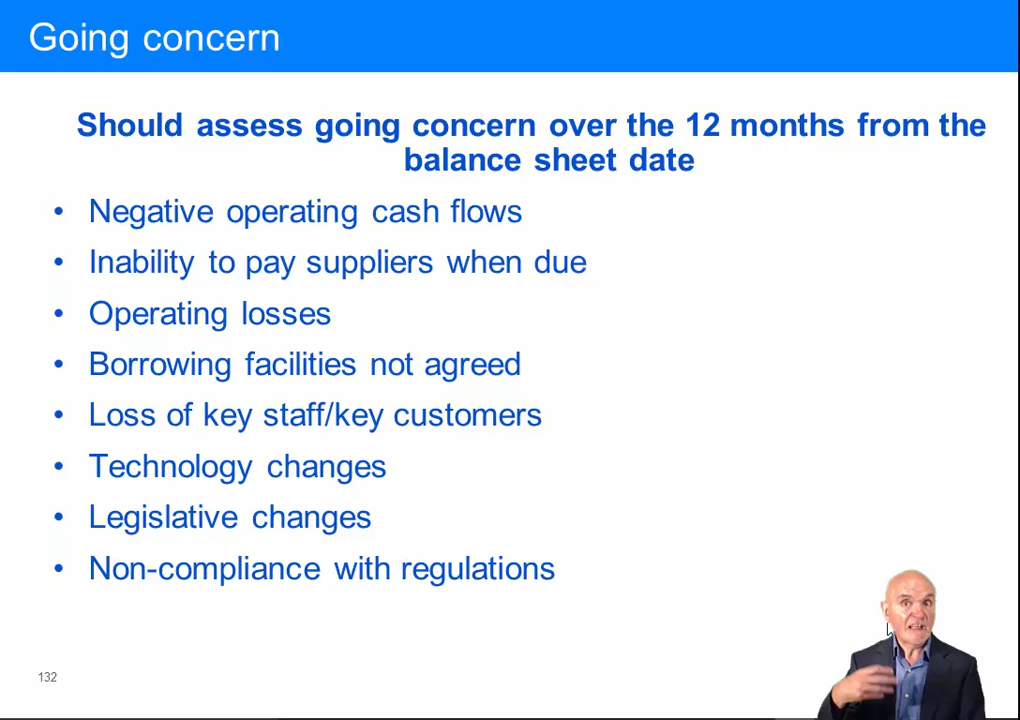 Going concern
Should assess going concern over the 12 months from the
balance sheet date
• Negative operating cash flows
• Inability to pay suppliers when due
• Operating losses
• Borrowing facilities not agreed
• Loss of key staff/key customers
• Technology changes
• Legislative changes
• Non-compliance with regulations
132